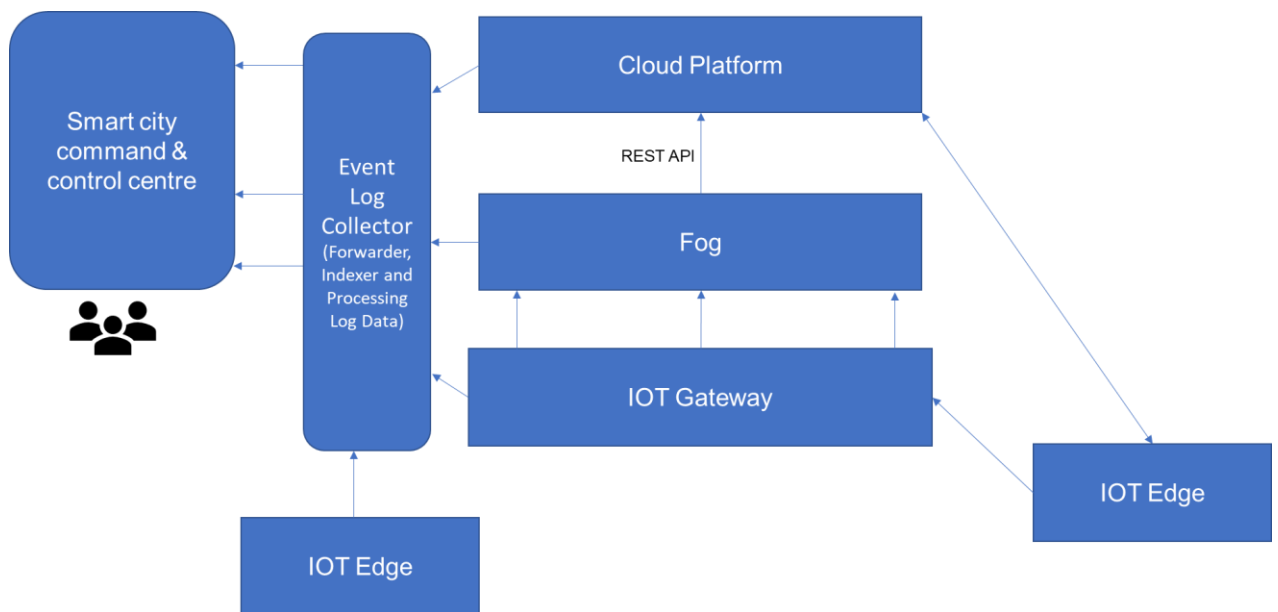 Smart city
command &
control centre
Event
Log
Collector
(Forwarder,
Indexer and
Processing
Log Data)
Cloud Platform
REST API
Fog
IOT Gateway
IOT Edge
IOT Edge